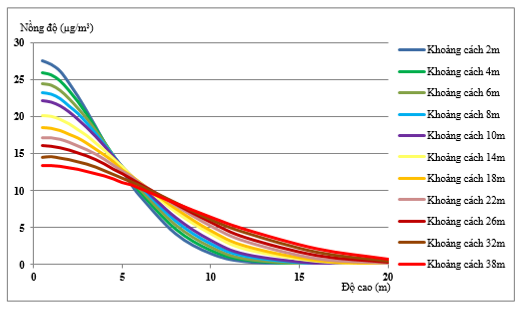 Nồng độ (µg/m³)
30
25
20
15
10
5
0
0 5 10 15 20
Độ cao (m)
Khoảng cách 2m
Khoảng cách 4m
Khoảng cách 6m
Khoảng cách 8m
Khoảng cách 10m
Khoảng cách 14m
Khoảng cách 18m
Khoảng cách 22m
Khoảng cách 26m
Khoảng cách 32m
Khoảng cách 38m